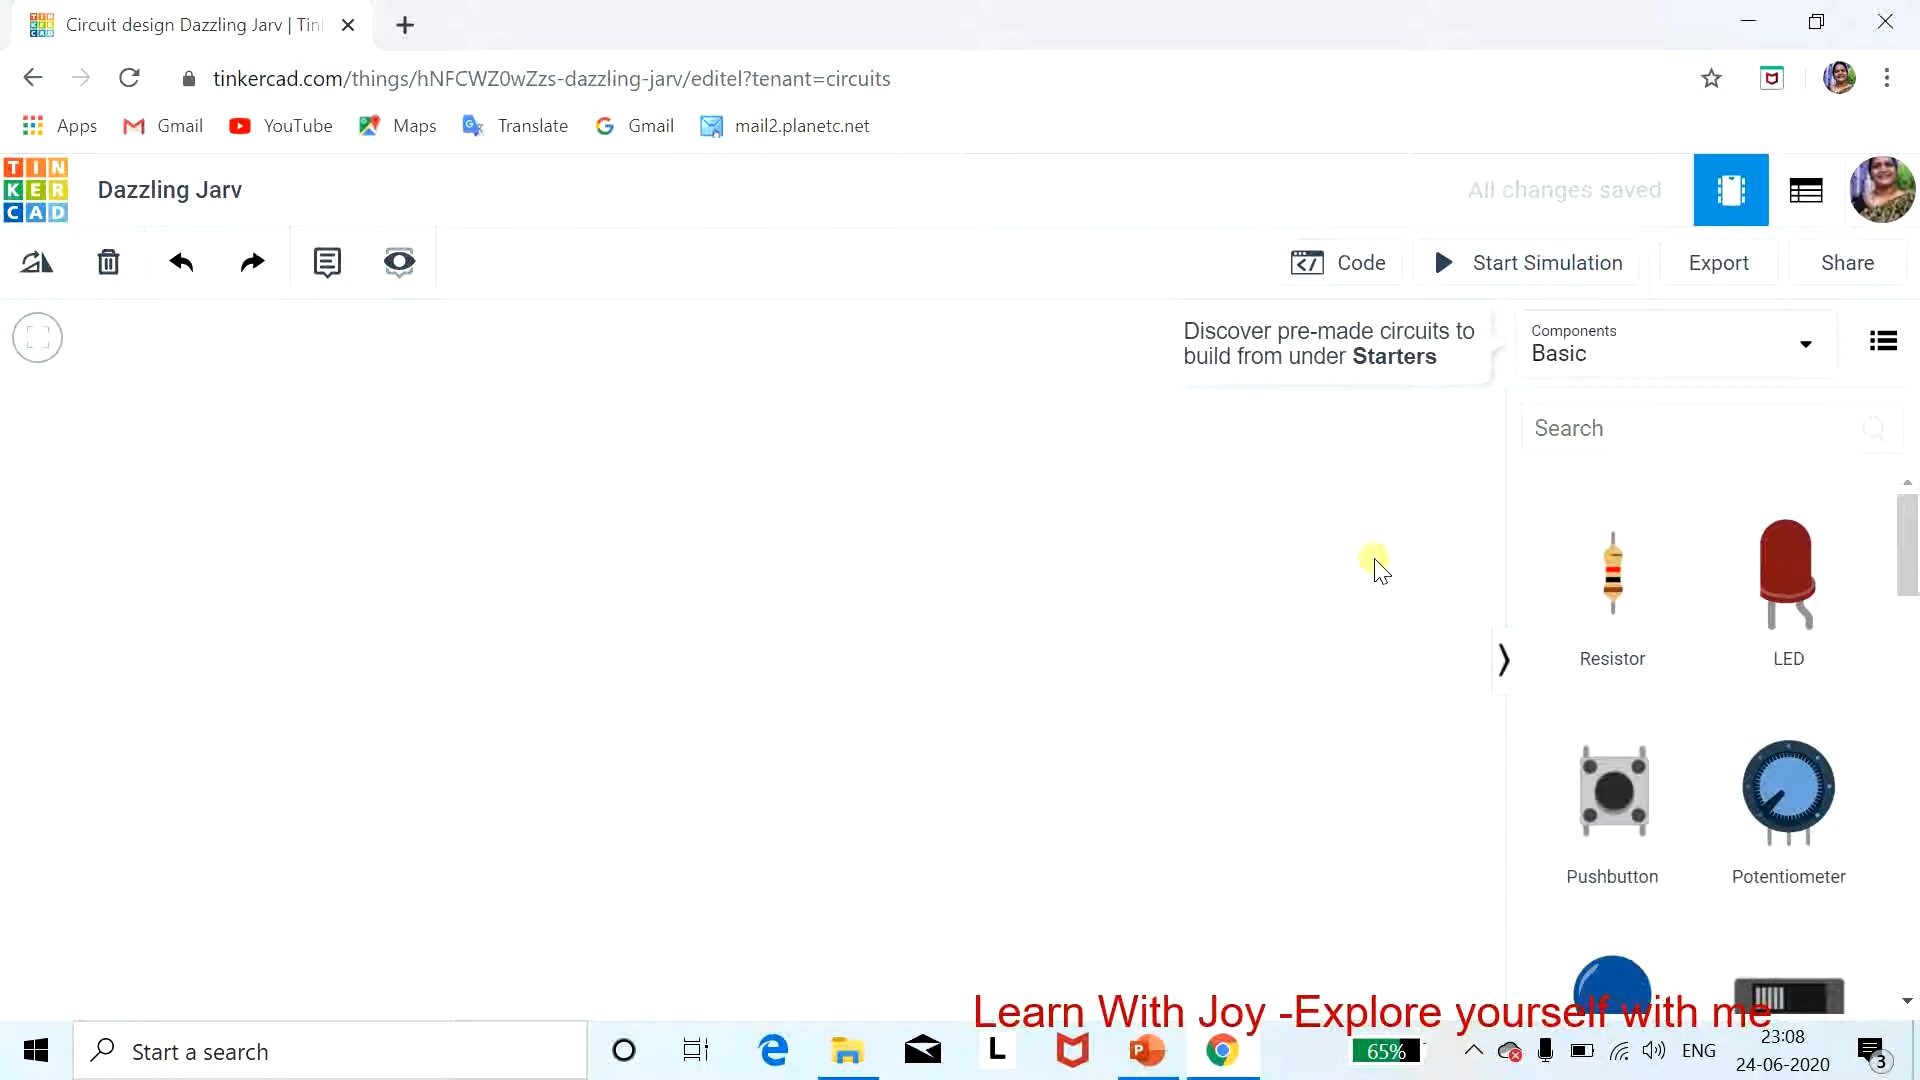 Circuit design Dazzling Jarv | Tin
tinkercad.com/things/hNFCWZ0wZzs-dazzling-jarv/editel?tenant=circuits
Apps Gmail YouTube Maps Translate Gmail mail2.planetc.net
TIN
KER
CAD
Dazzling Jarv
All changes saved
Code Start Simulation Export Share
Discover pre-made circuits to
build from under Starters
Components
Basic
Search
Resistor LED
Pushbutton Potentiometer
Learn With Joy -Explore yourself with me
Start a search
L
65%
ENG
23:08
24-06-2020
3